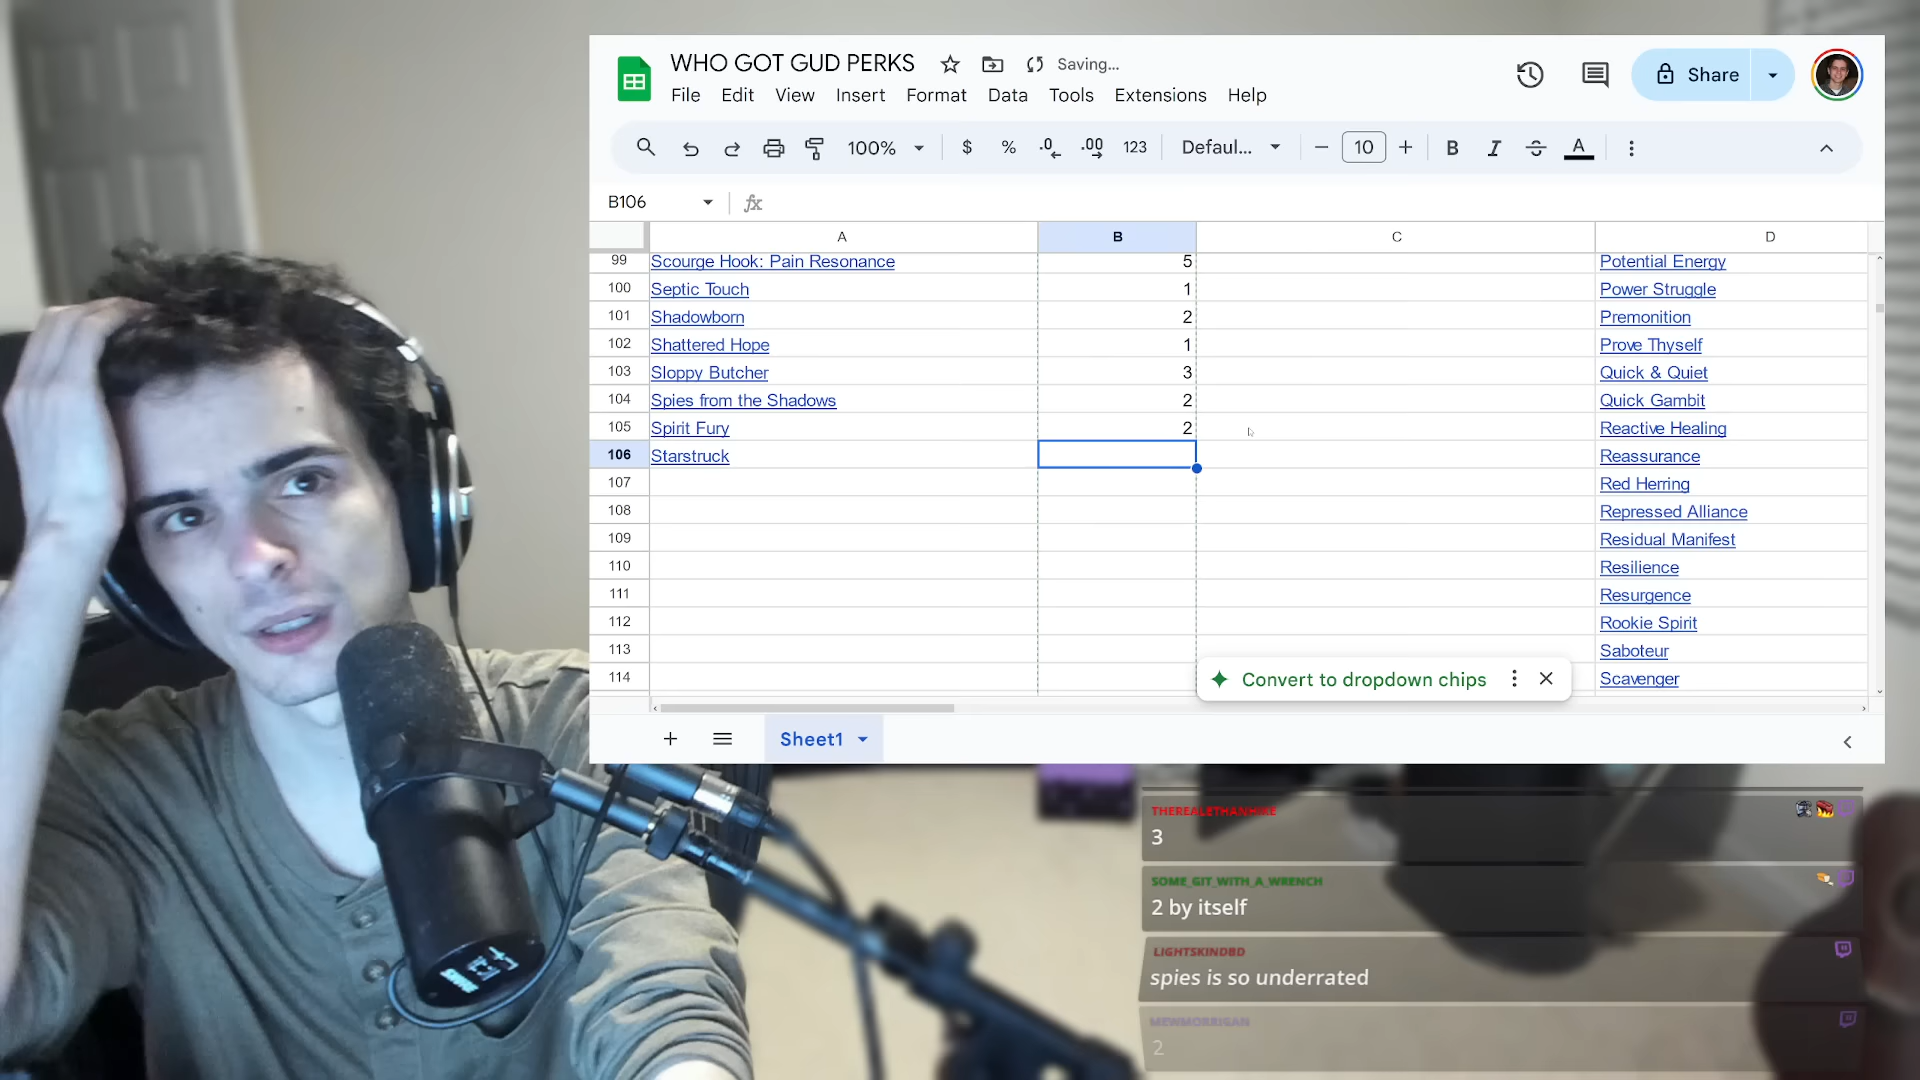 WHO GOT GUD PERKS
Saving...
File Edit View Insert Format Data Tools Extensions Help
Share
100% $ % .0 .00 123 Defaul... 10 B I S A
B106 fx
A B C D
99 Scourge Hook: Pain Resonance 5 Potential Energy
100 Septic Touch 1 Power Struggle
101 Shadowborn 2 Premonition
102 Shattered Hope 1 Prove Thyself
103 Sloppy Butcher 3 Quick & Quiet
104 Spies from the Shadows 2 Quick Gambit
105 Spirit Fury 2 Reactive Healing
106 Starstruck Reassurance
107 Red Herring
108 Repressed Alliance
109 Residual Manifest
110 Resilience
111 Resurgence
112 Rookie Spirit
113 Saboteur
114 Scavenger
Convert to dropdown chips
Sheet1
THEREALETHANHIKE
3
SOME_GIT_WITH_A_WRENCH
2 by itself
LIGHTSKINDBD
spies is so underrated
MEWMORRIGAN
2